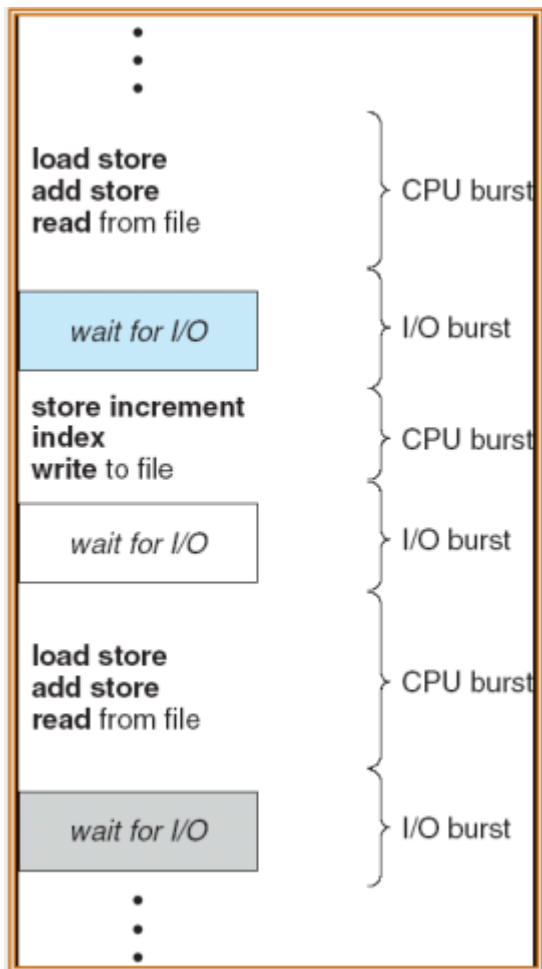 load store
add store
read from file
CPU burst
wait for I/O
I/O burst
store increment
index
write to file
CPU burst
wait for I/O
I/O burst
load store
add store
read from file
CPU burst
wait for I/O
I/O burst